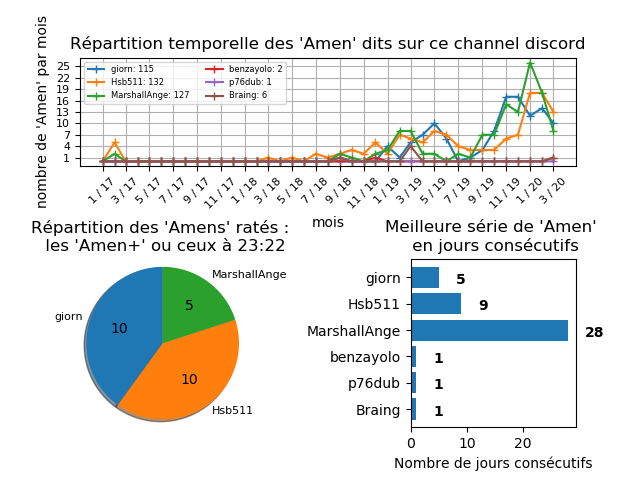 Répartition temporelle des 'Amen' dits sur ce channel discord
nombre de 'Amen' par mois
25
22
19
16
13
10
7
4
1
giorn: 115
Hsb511: 132
MarshallAnge: 127
benzayolo: 2
p76dub: 1
Braing: 6
1 / 17
3 / 17
5 / 17
7 / 17
9 / 17
11 / 17
1 / 18
3 / 18
5 / 18
7 / 18
9 / 18
11 / 18
1 / 19
3 / 19
5 / 19
7 / 19
9 / 19
11 / 19
1 / 20
3 / 20
mois
Répartition des 'Amens' ratés :
les 'Amen+' ou ceux à 23:22
MarshallAnge
5
giorn
10
10
Hsb511
Meilleure série de 'Amen'
en jours consécutifs
giorn 5
Hsb511 9
MarshallAnge 28
benzayolo 1
p76dub 1
Braing 1
0 10 20
Nombre de jours consécutifs